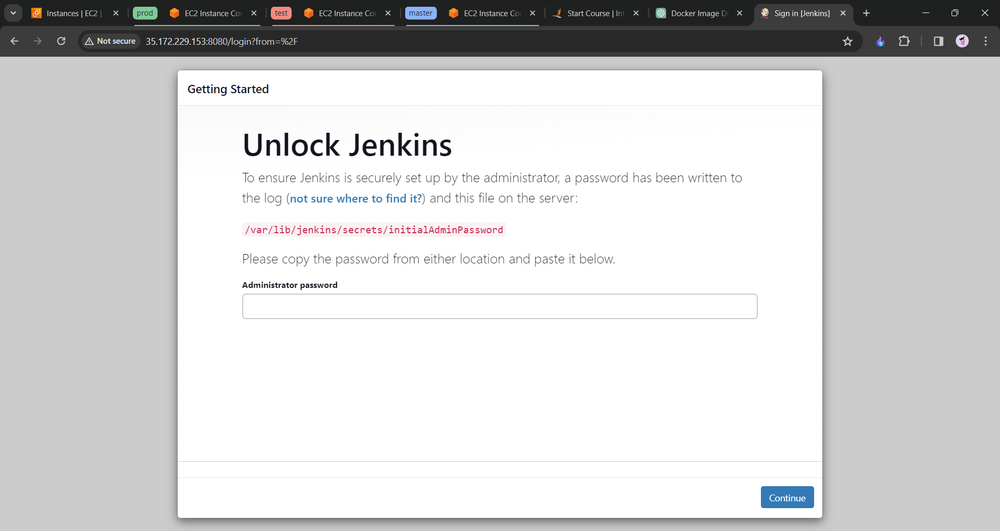 Instances | EC2 |
prod
EC2 Instance Cor
test
EC2 Instance Cor
master
EC2 Instance Co
Start Course | Int
Docker Image D
Sign in [Jenkins]
Not secure
35.172.229.153:8080/login?from=%2F
Getting Started
Unlock Jenkins
To ensure Jenkins is securely set up by the administrator, a password has been written to
the log (not sure where to find it?) and this file on the server:
/var/lib/jenkins/secrets/initialAdminPassword
Please copy the password from either location and paste it below.
Administrator password
Continue